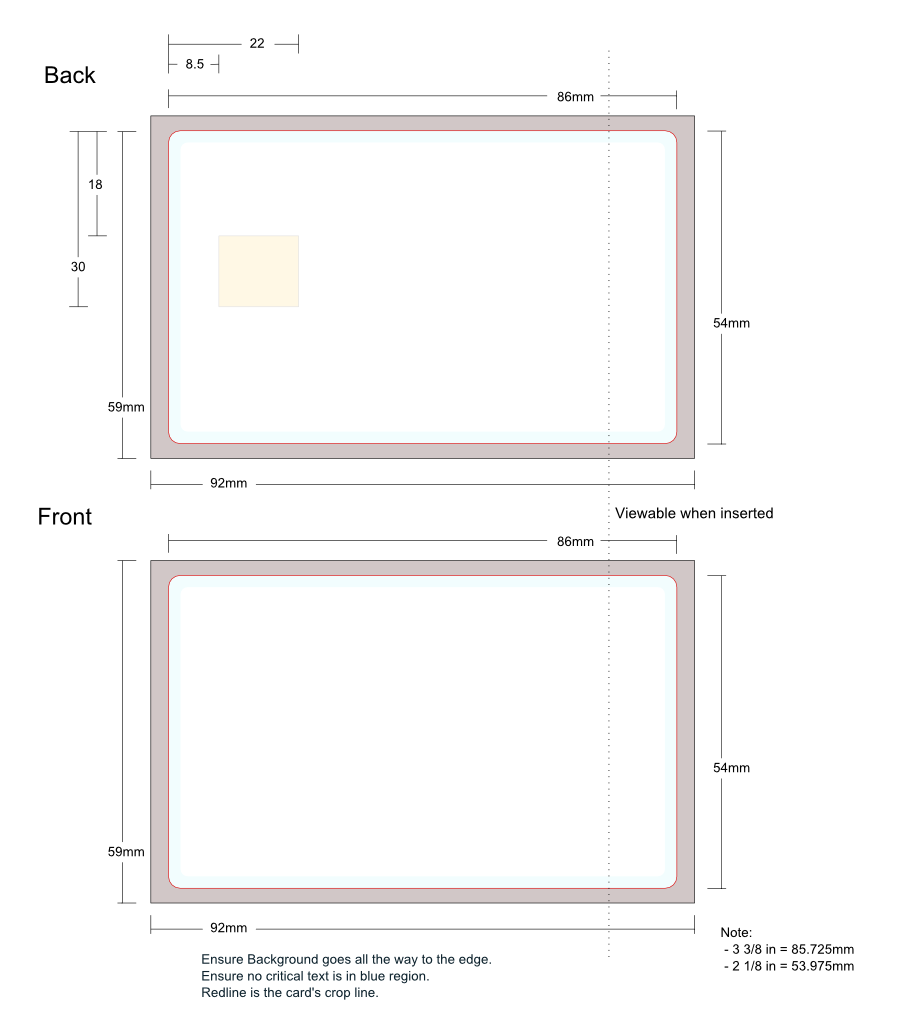 22
8.5
Back
86mm
18
30
54mm
59mm
92mm
Front
Viewable when inserted
86mm
54mm
59mm
92mm
Note:
- 3 3/8 in = 85.725mm
- 2 1/8 in = 53.975mm
Ensure Background goes all the way to the edge.
Ensure no critical text is in blue region.
Redline is the card's crop line.